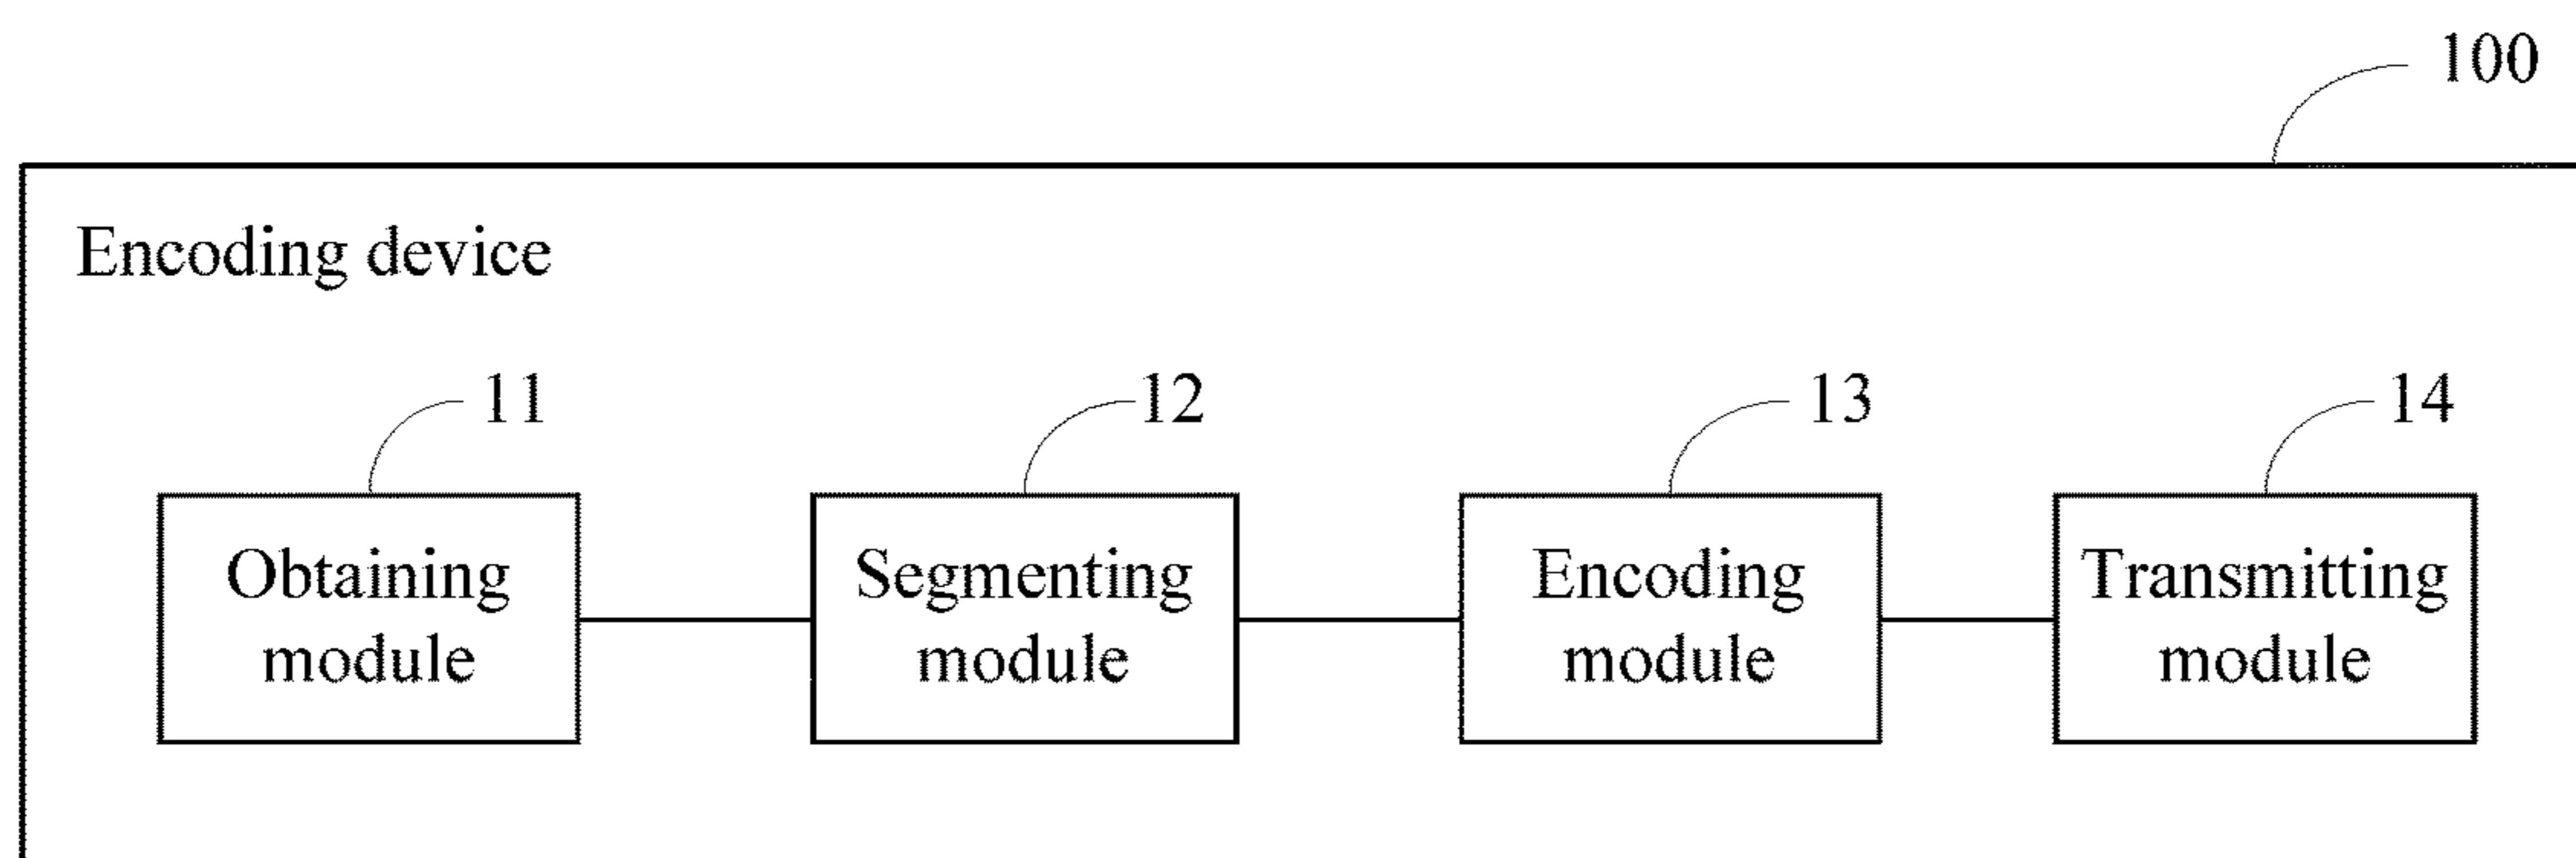 100
Encoding device
11
12
13
14
Obtaining
module
Segmenting
module
Encoding
module
Transmitting
module